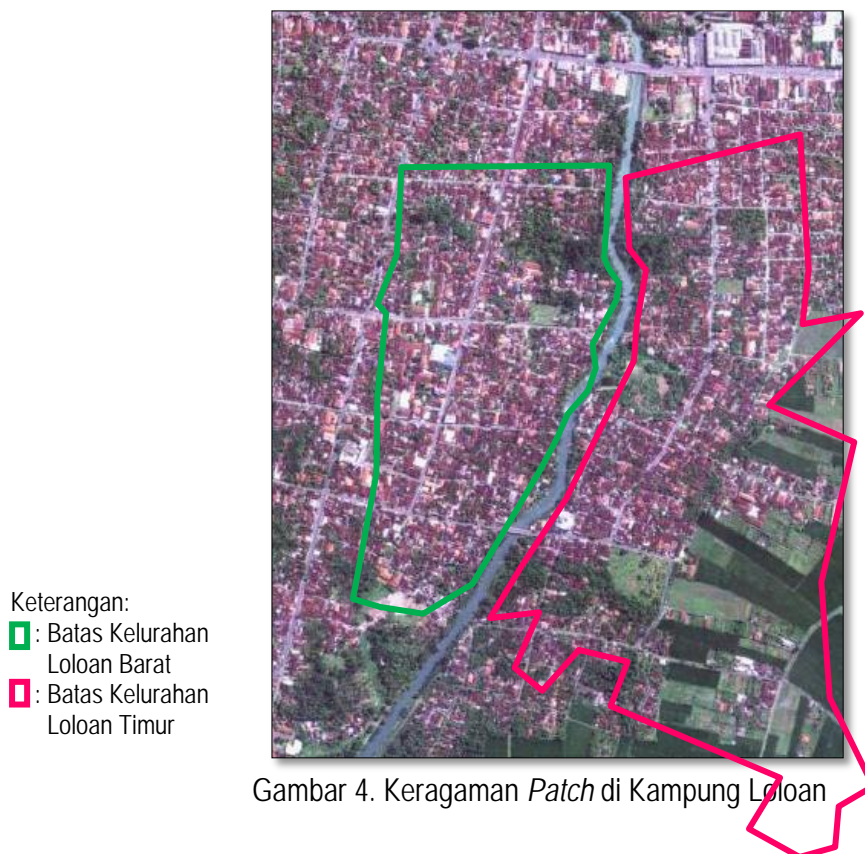 Keterangan:
: Batas Kelurahan
Loloan Barat
: Batas Kelurahan
Loloan Timur
Gambar 4. Keragaman Patch di Kampung Loloan